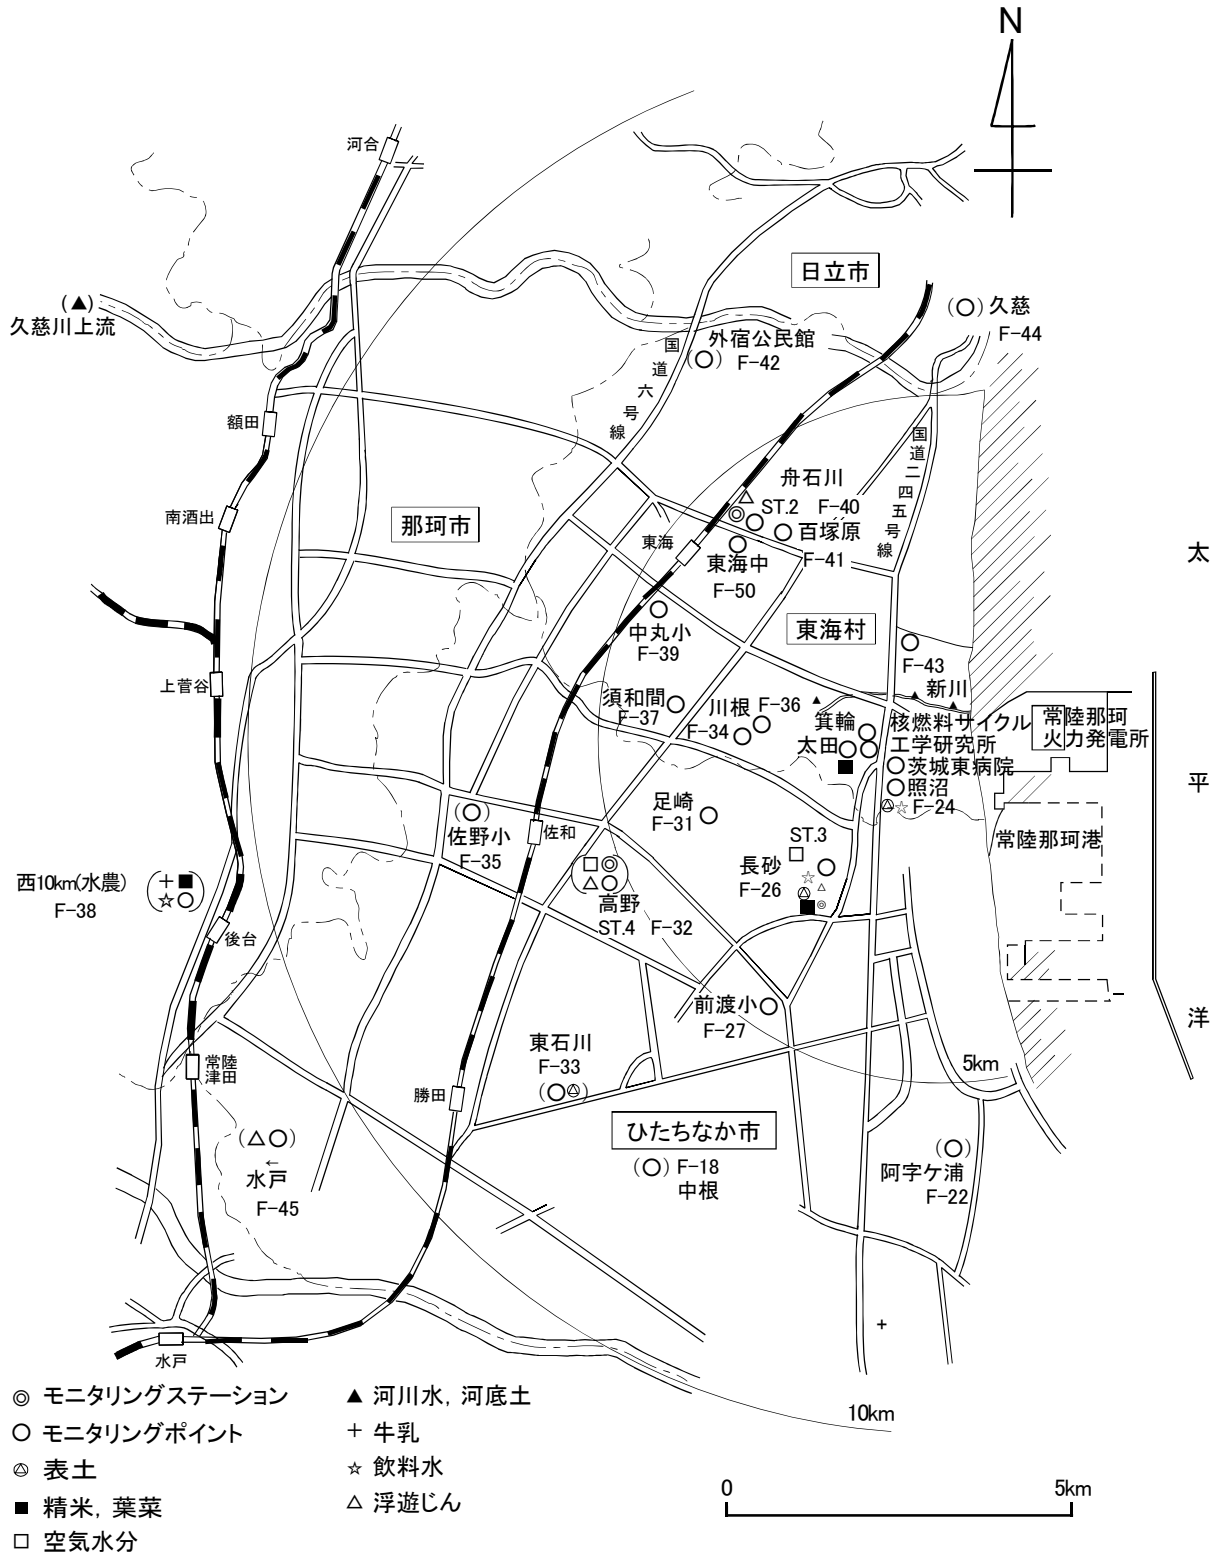 N
河合
日立市
(▲)
久慈川上流
(○) 久慈
F-44
外宿公民館
(○) F-42
国道六号線
額田
国道二四五号線
舟石川
ST.2 F-40
百塚原
F-41
南酒出
那珂市
東海
東海中
F-50
太平洋
中丸小
F-39
東海村
F-43
上菅谷
新川
須和間
F-37
川根 F-36
F-34
箕輪
太田
核燃料サイクル
工学研究所
茨城東病院
照沼
F-24
常陸那珂
火力発電所
常陸那珂港
足崎
F-31
(○)
佐野小
F-35
佐和
ST.3
長砂
F-26
西10km(水農)
F-38
高野
ST.4 F-32
後台
前渡小
F-27
東石川
F-33
常陸
津田
勝田
5km
ひたちなか市
(○) F-18
中根
(△○)
←
水戸
F-45
(○)
阿字ケ浦
F-22
水戸
10km
◎ モニタリングステーション
○ モニタリングポイント
表土
■ 精米, 葉菜
□ 空気水分
▲ 河川水, 河底土
+ 牛乳
☆ 飲料水
△ 浮遊じん
0 5km